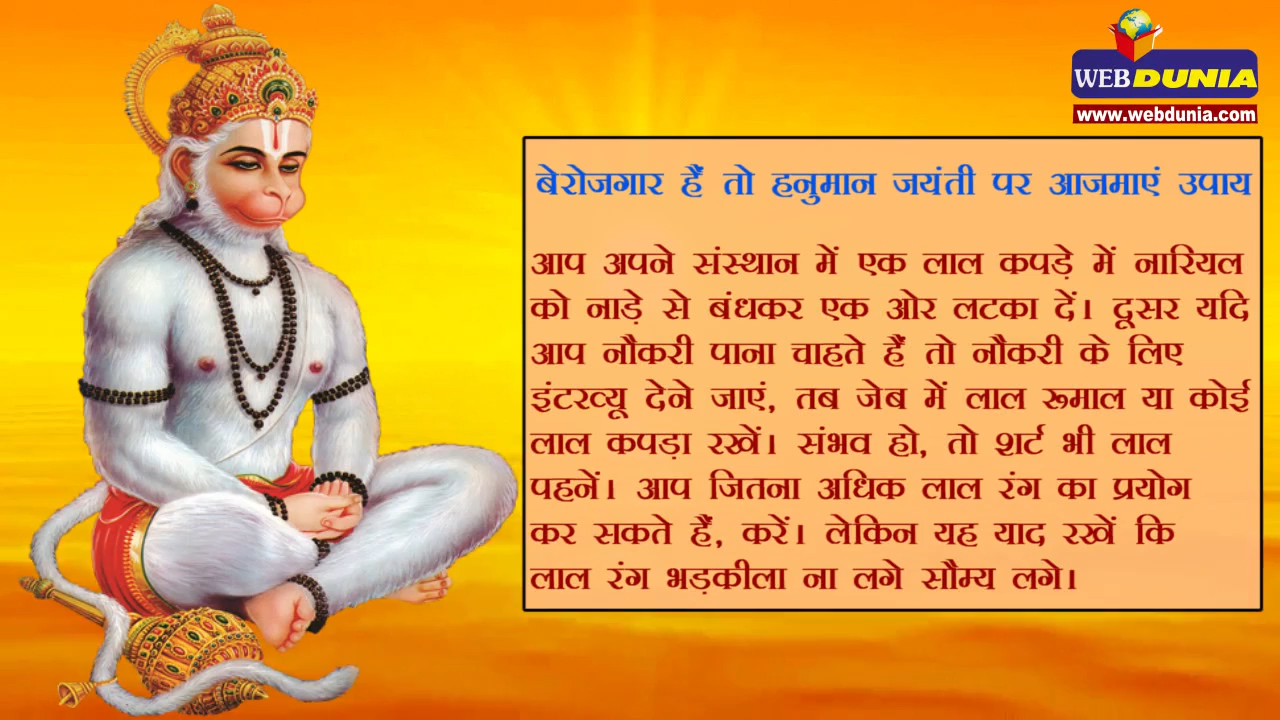 WEBDUNIA
www.webdunia.com
बेरोजगार हैं तो हनुमान जयंती पर आजमाएं उपाय
आप अपने संस्थान में एक लाल कपड़े में नारियल
को नाड़े से बंधकर एक ओर लटका दें। दूसर यदि
आप नौकरी पाना चाहते हैं तो नौकरी के लिए
इंटरव्यू देने जाएं, तब जेब में लाल रूमाल या कोई
लाल कपड़ा रखें। संभव हो, तो शर्ट भी लाल
पहनें। आप जितना अधिक लाल रंग का प्रयोग
कर सकते हैं, करें। लेकिन यह याद रखें कि
लाल रंग भड़कीला ना लगे सौम्य लगे।